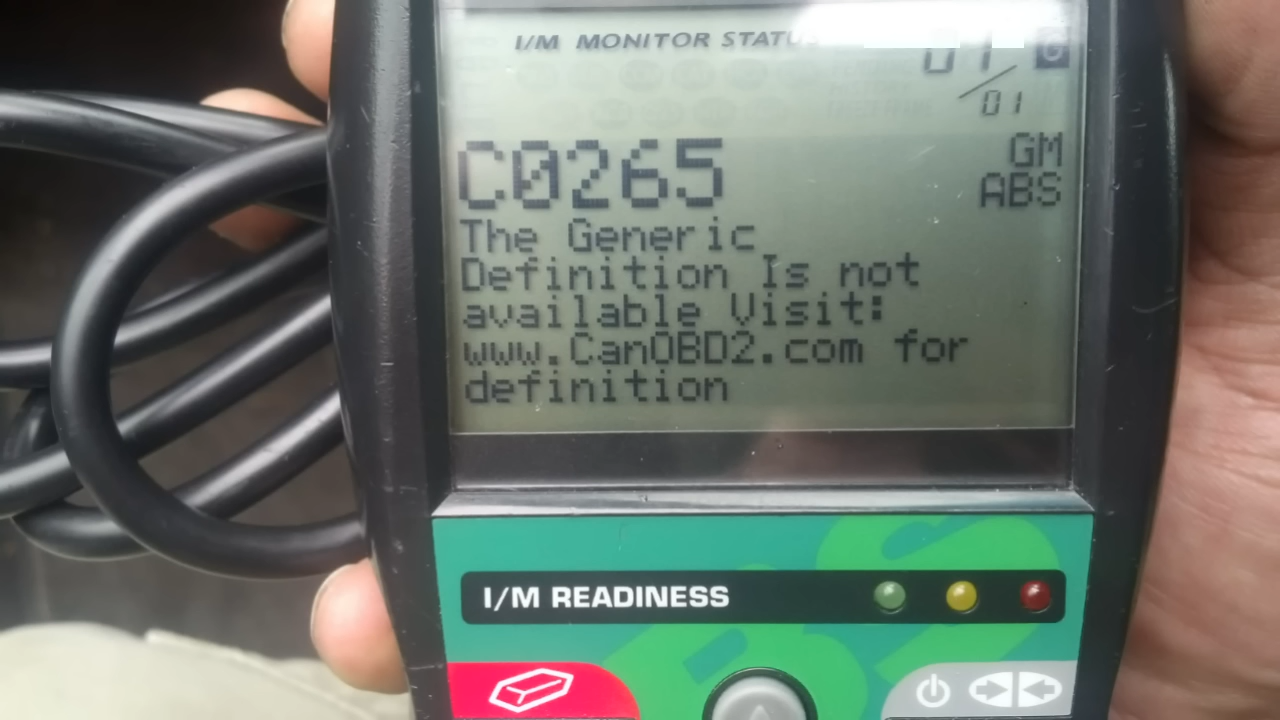 I/M MONITOR STATUS
01
G
01
C0265
GM
ABS
The Generic
Definition Is not
available Visit:
www.CanOBD2.com for
definition
I/M READINESS